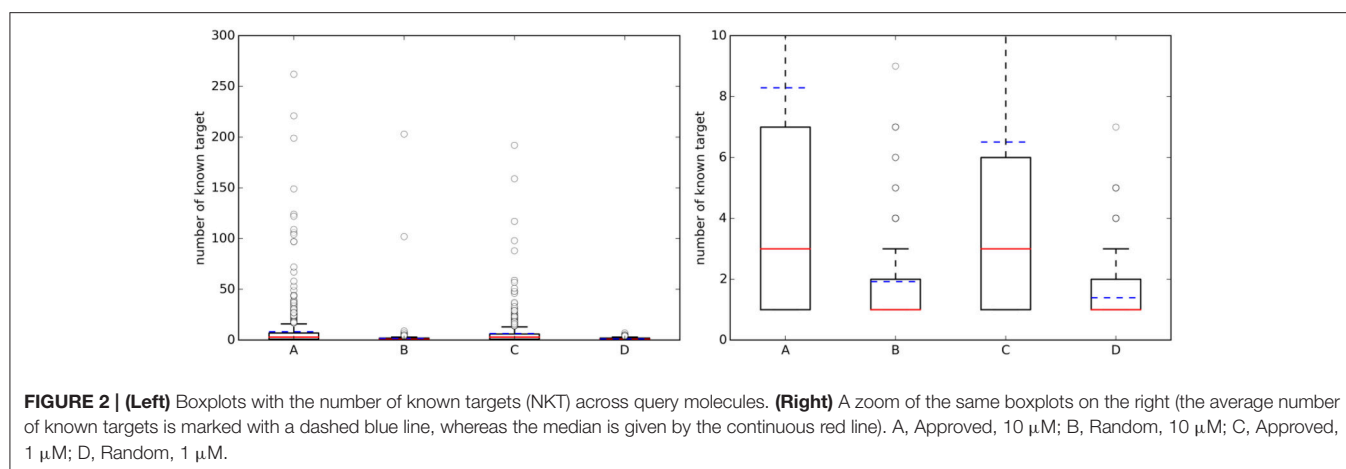 300
250
200
150
100
50
0
number of known target
A
B
C
D
10
8
6
4
2
0
number of known target
A
B
C
D
FIGURE 2 | (Left) Boxplots with the number of known targets (NKT) across query molecules. (Right) A zoom of the same boxplots on the right (the average number
of known targets is marked with a dashed blue line, whereas the median is given by the continuous red line). A, Approved, 10 μM; B, Random, 10 μM; C, Approved,
1 μM; D, Random, 1 μM.